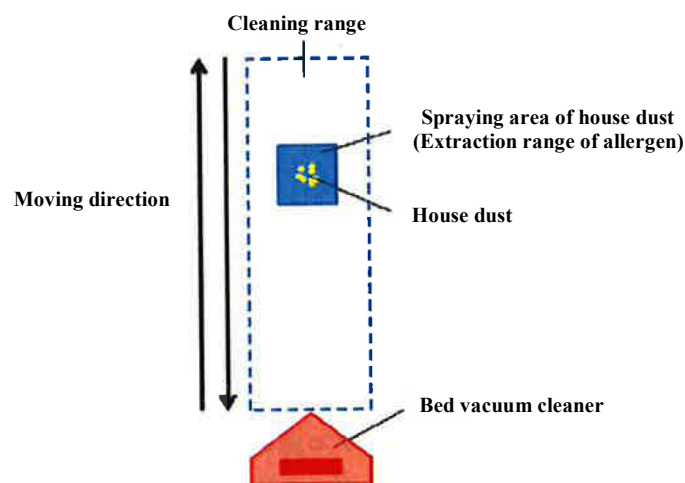 Cleaning range
Spraying area of house dust
(Extraction range of allergen)
Moving direction
House dust
Bed vacuum cleaner